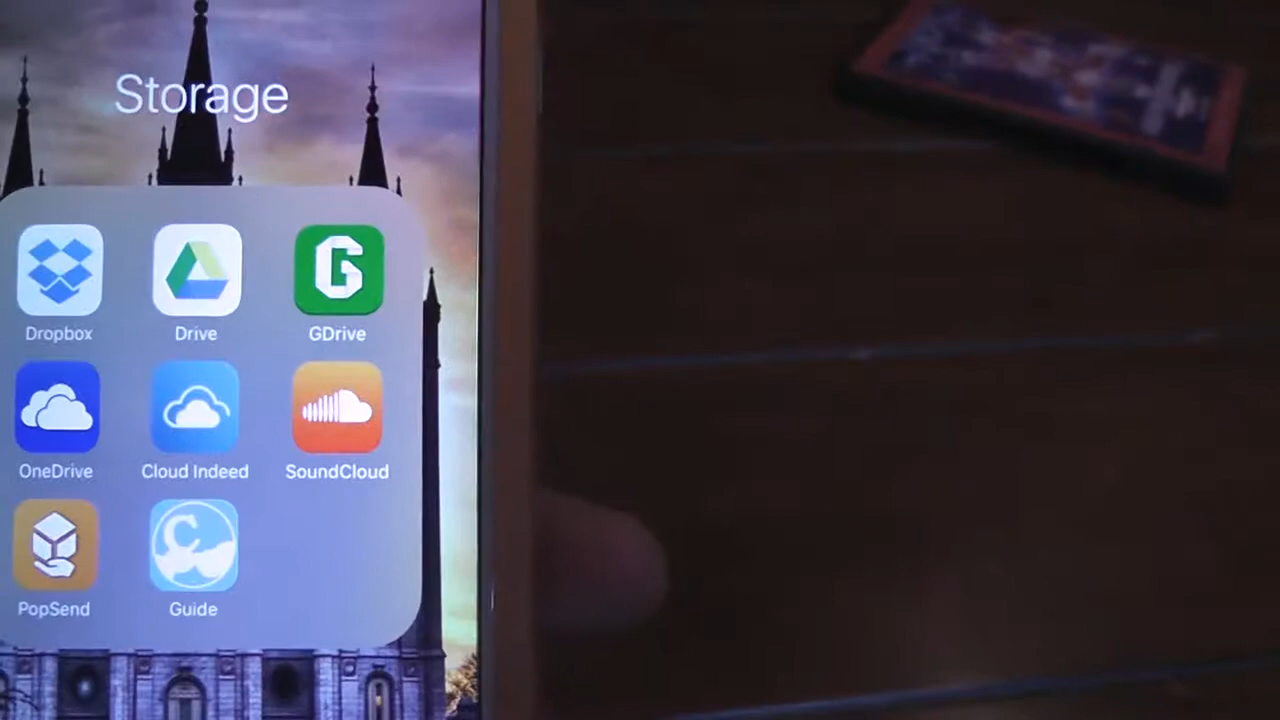 Storage
Dropbox
Drive
GDrive
OneDrive
Cloud Indeed
SoundCloud
PopSend
Guide